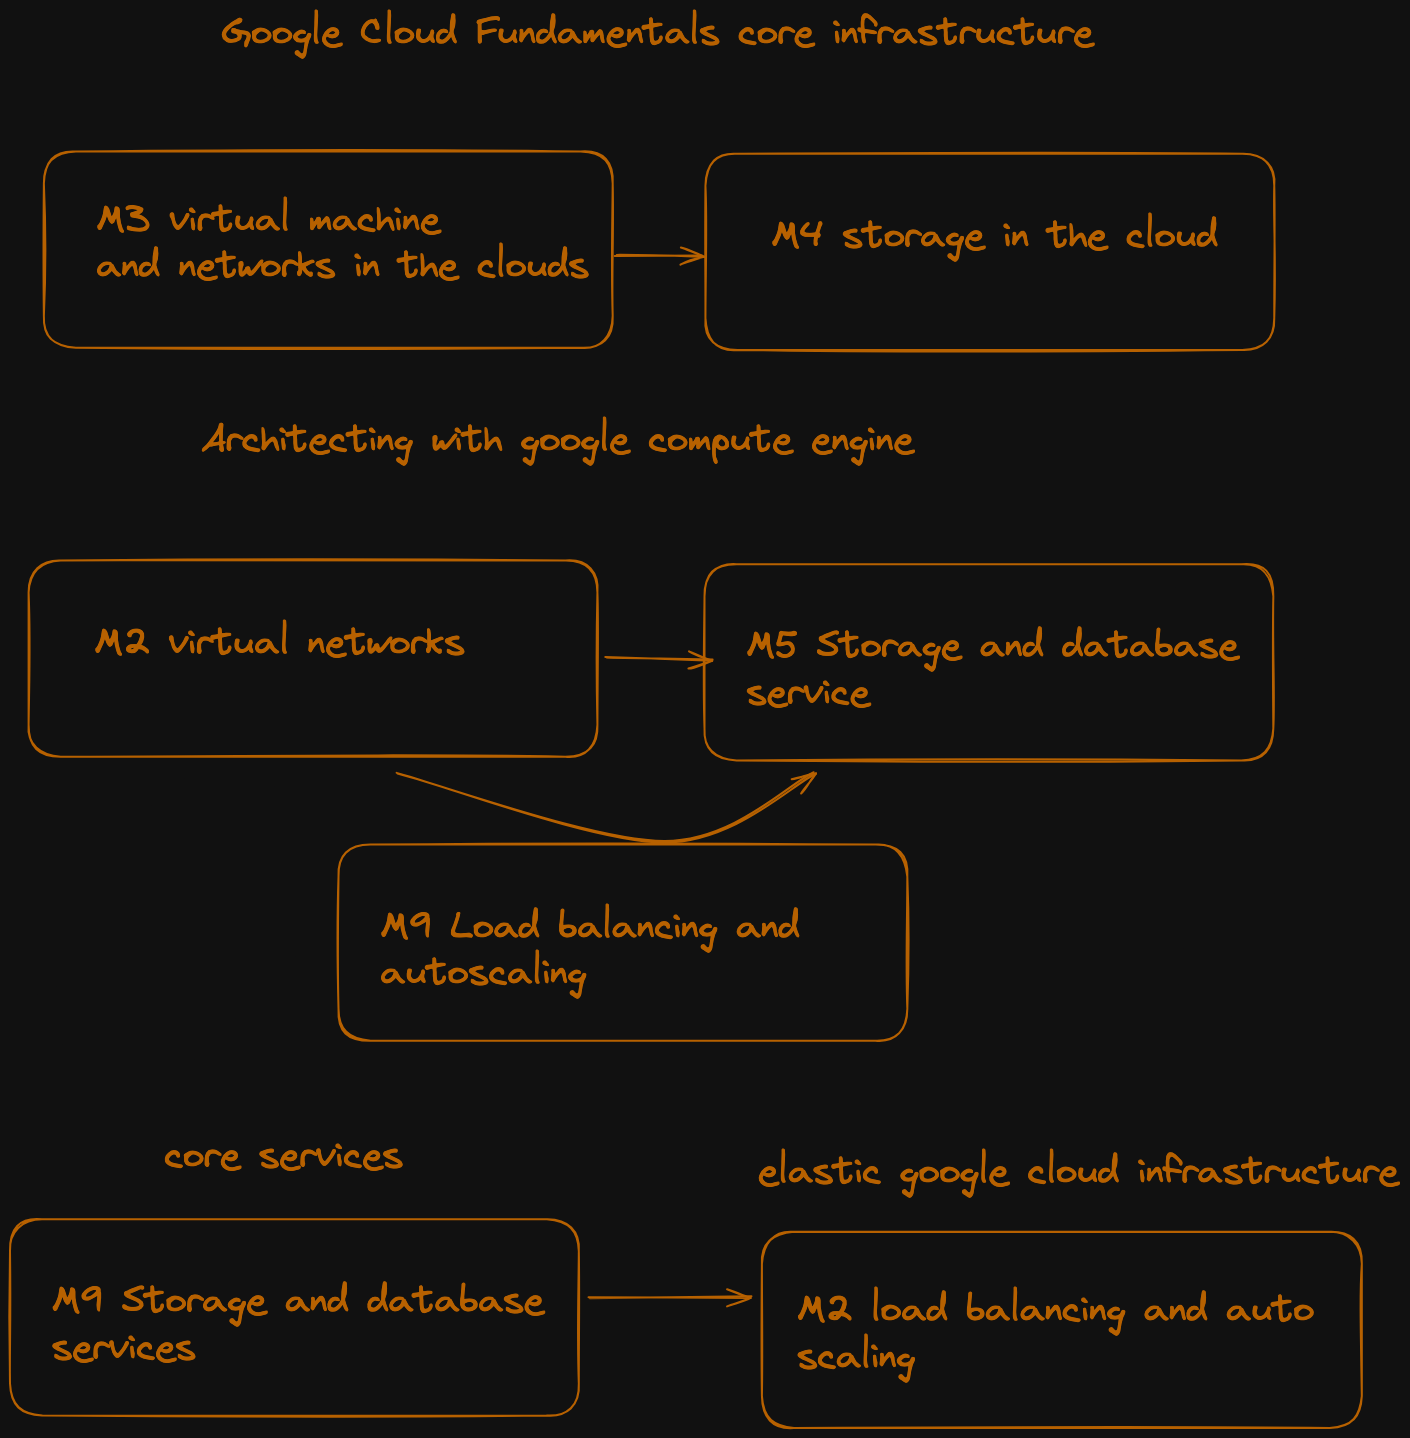 Google Cloud Fundamentals core infrastructure
M3 virtual machine
and networks in the clouds
M4 storage in the cloud
Architecting with google compute engine
M2 virtual networks
M5 Storage and database
service
M9 Load balancing and
autoscaling
core services
elastic google cloud infrastructure
M9 Storage and database
services
M2 load balancing and auto
scaling